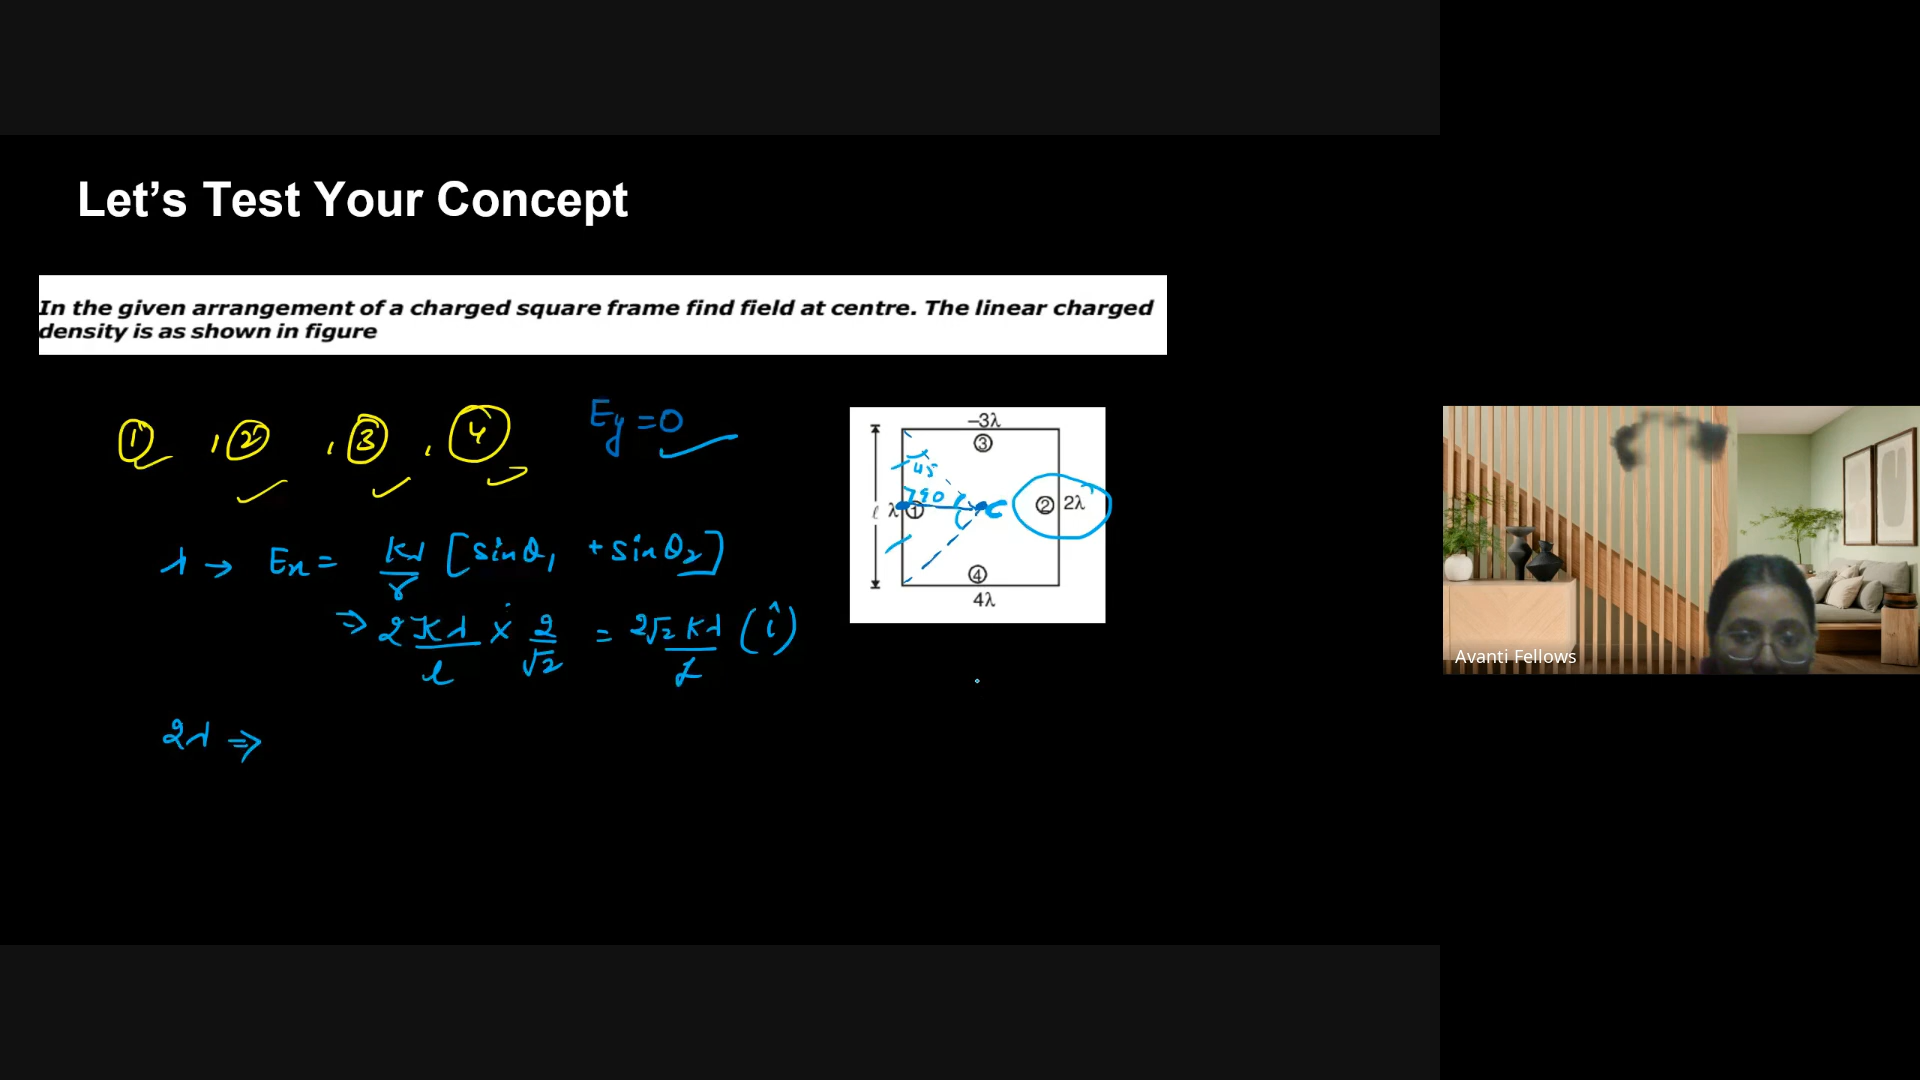 Let’s Test Your Concept
In the given arrangement of a charged square frame find field at centre. The linear charged
density is as shown in figure
① , ② , ③ , ④
Ey = 0
λ → Ex = Kλ/r [sinθ1 + sinθ2]
⇒ 2Kλ/l × 2/√2 = 2√2 Kλ/l (î)
2λ ⇒
−3λ
③
45
90
ℓ λ ① C ② 2λ
④
4λ
Avanti Fellows